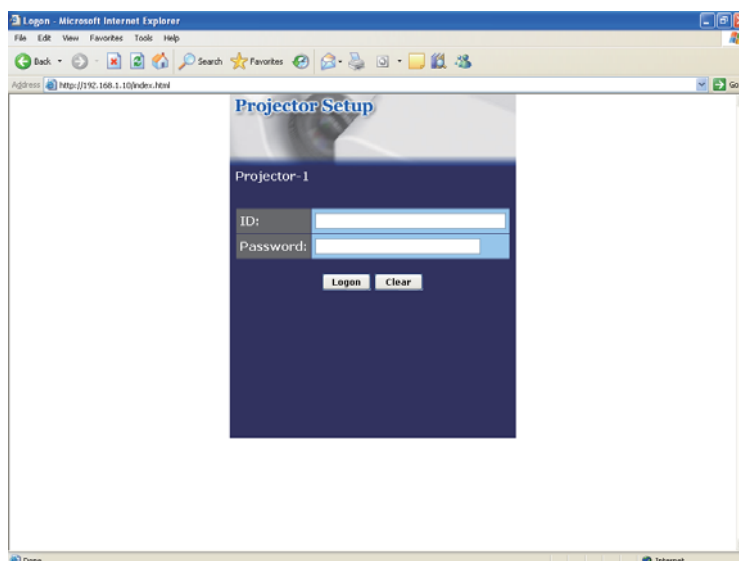 Logon - Microsoft Internet Explorer
File Edit View Favorites Tools Help
Back Search Favorites
Address http://192.168.1.10/index.html Go
Projector Setup
Projector-1
ID:
Password:
Logon Clear
Done Internet